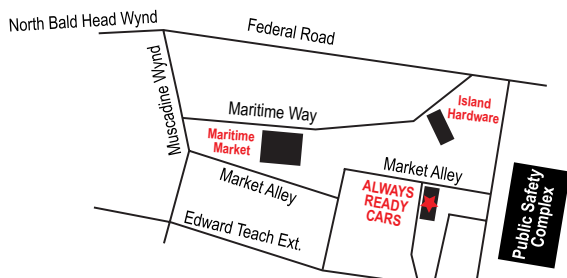 North Bald Head Wynd
Federal Road
Muscadine Wynd
Maritime Way
Island
Hardware
Maritime
Market
Market Alley
Market Alley
ALWAYS
READY
CARS
Public Safety
Complex
Edward Teach Ext.